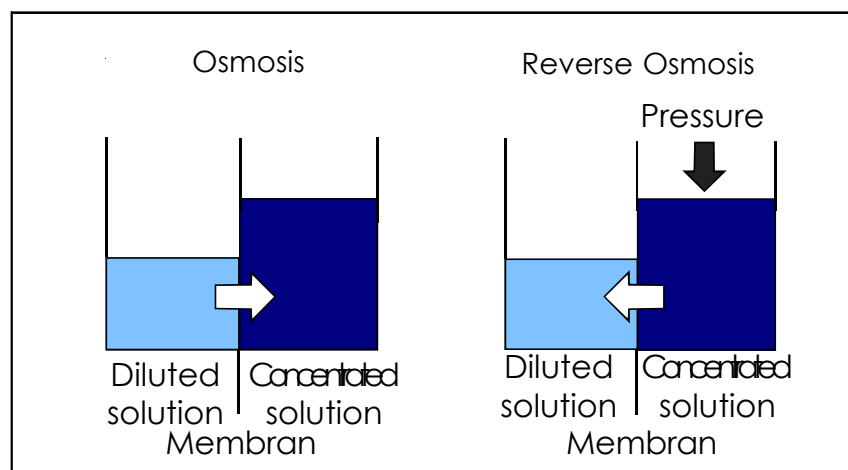 Osmosis
Diluted
solution
Concentrated
solution
Membran
Reverse Osmosis
Pressure
Diluted
solution
Concentrated
solution
Membran